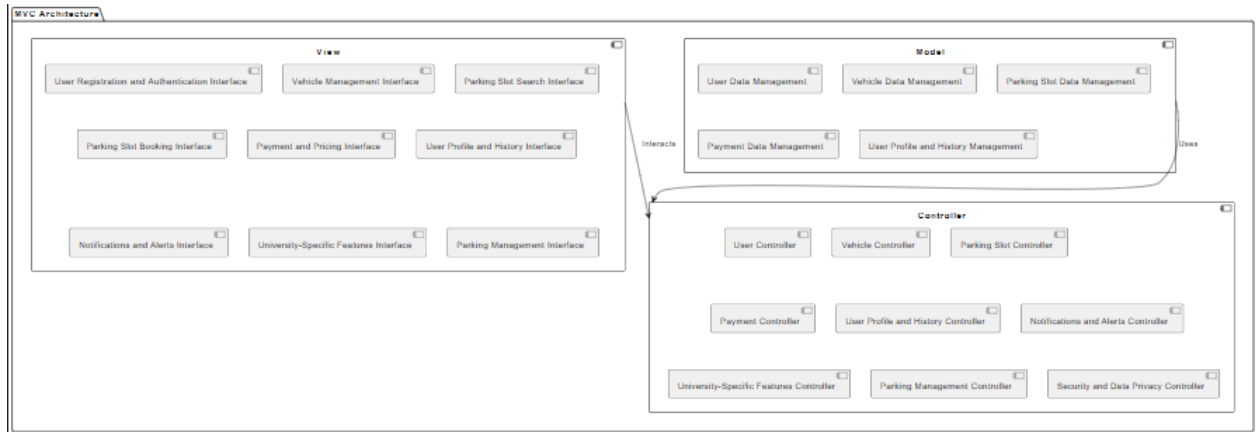 MVC Architecture
View
User Registration and Authentication Interface
Vehicle Management Interface
Parking Slot Search Interface
Parking Slot Booking Interface
Payment and Pricing Interface
User Profile and History Interface
Notifications and Alerts Interface
University-Specific Features Interface
Parking Management Interface
Interacts
Model
User Data Management
Vehicle Data Management
Parking Slot Data Management
Payment Data Management
User Profile and History Management
Uses
Controller
User Controller
Vehicle Controller
Parking Slot Controller
Payment Controller
User Profile and History Controller
Notifications and Alerts Controller
University-Specific Features Controller
Parking Management Controller
Security and Data Privacy Controller